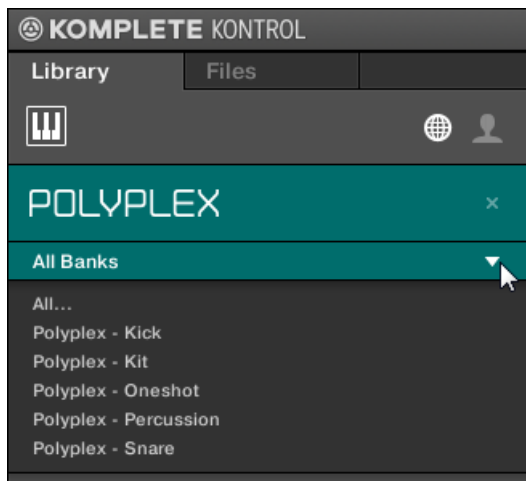 KOMPLETE KONTROL
Library Files
POLYPLEX
All Banks
All...
Polyplex - Kick
Polyplex - Kit
Polyplex - Oneshot
Polyplex - Percussion
Polyplex - Snare